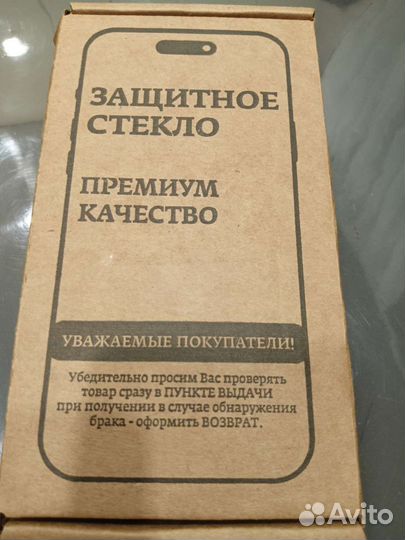 ЗАЩИТНОЕ
СТЕКЛО
ПРЕМИУМ
КАЧЕСТВО
УВАЖАЕМЫЕ ПОКУПАТЕЛИ!
Убедительно просим Вас проверять
товар сразу в ПУНКТЕ ВЫДАЧИ
при получении в случае обнаружения
брака - оформить ВОЗВРАТ.
Avito